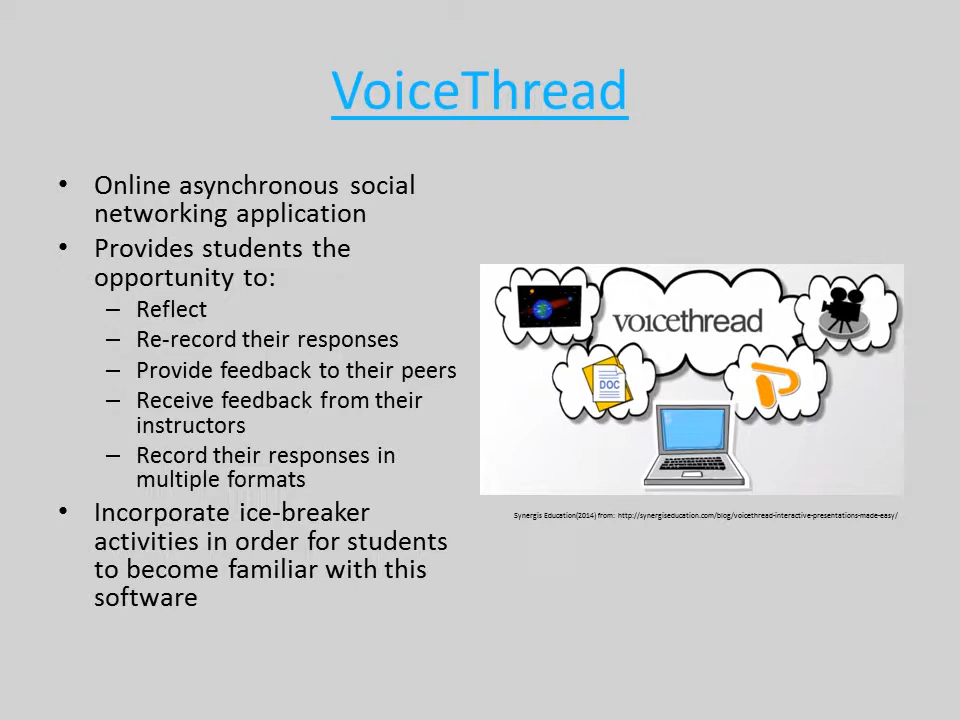 VoiceThread
• Online asynchronous social
networking application
• Provides students the
opportunity to:
– Reflect
– Re-record their responses
– Provide feedback to their peers
– Receive feedback from their
instructors
– Record their responses in
multiple formats
• Incorporate ice-breaker
activities in order for students
to become familiar with this
software
voicethread
DOC
Synergis Education(2014) from: http://synergiseducation.com/blog/voicethread-interactive-presentations-made-easy/